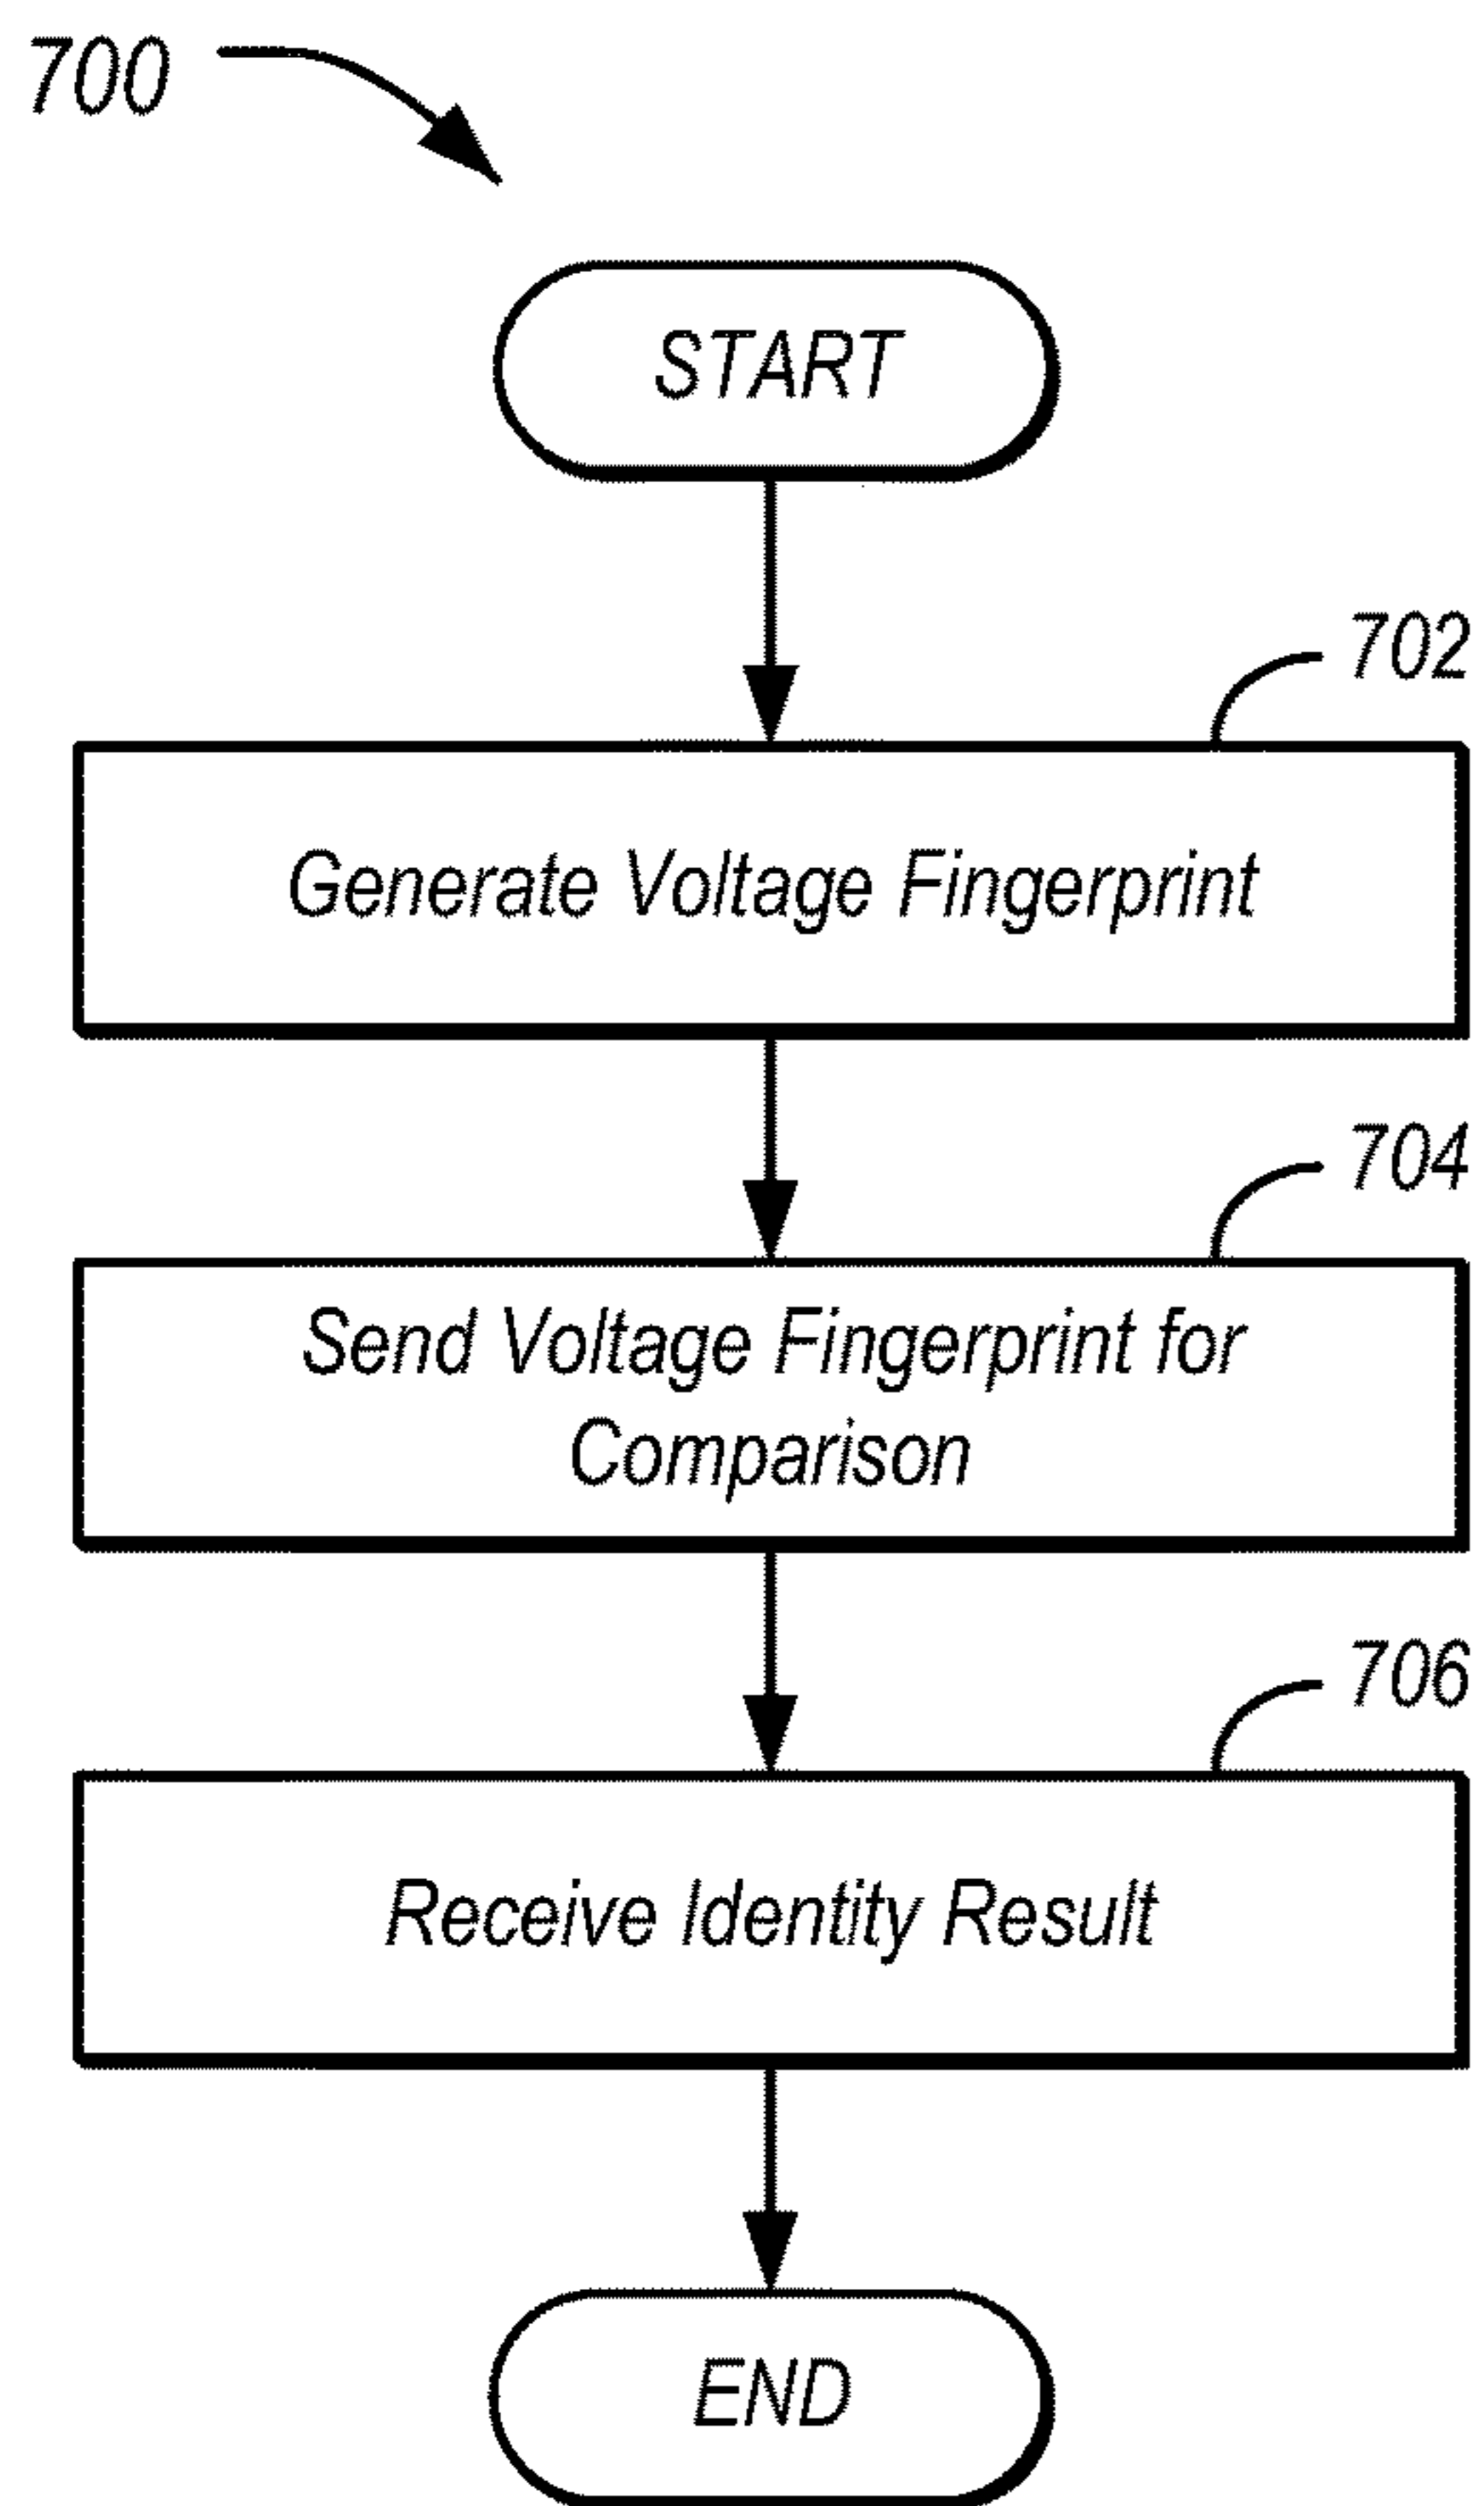 700
START
702
Generate Voltage Fingerprint
704
Send Voltage Fingerprint for
Comparison
706
Receive Identity Result
END